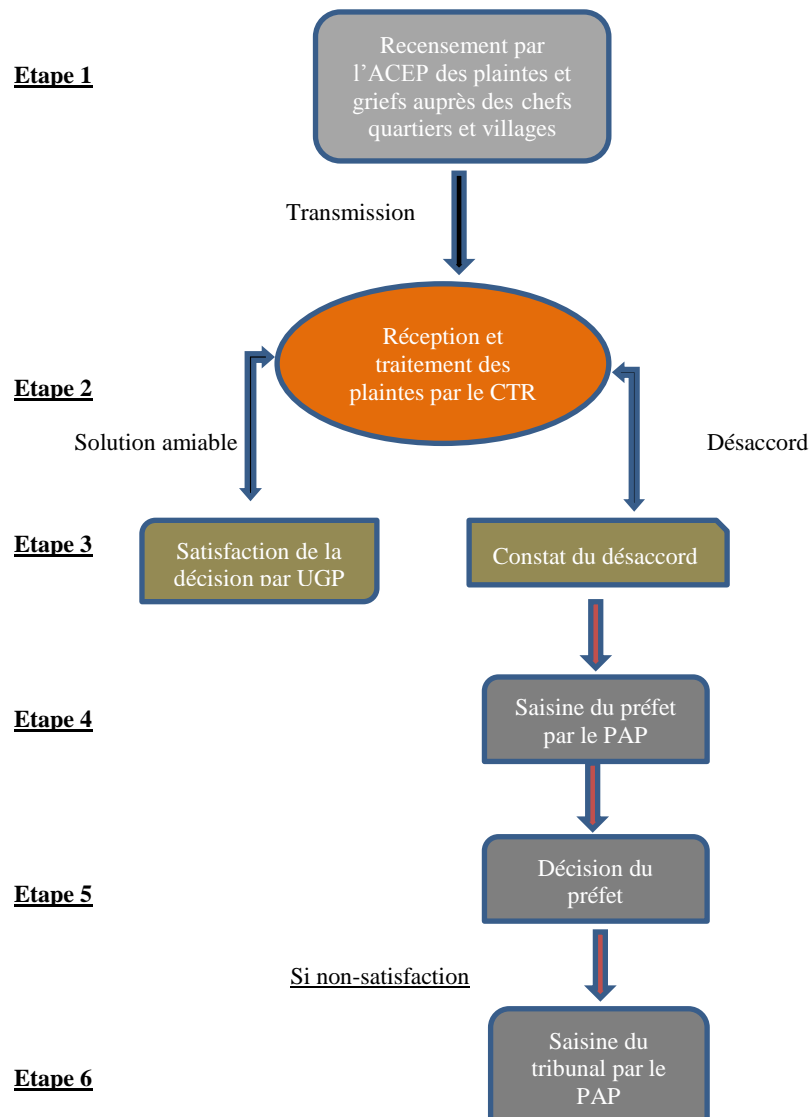 Recensement par
Etape 1
l'ACEP des plaintes et
griefs auprès des chefs
quartiers et villages
Transmission
Réception et
traitement des
Etape 2
plaintes par le CTR
Solution amiable
Désaccord
Etape 3
Satisfaction de la
décision par UGP
Constat du désaccord
Etape 4
Saisine du préfet
par le PAP
Etape 5
Décision du
préfet
Si non-satisfaction
Saisine du
tribunal par le
Etape 6
PAP